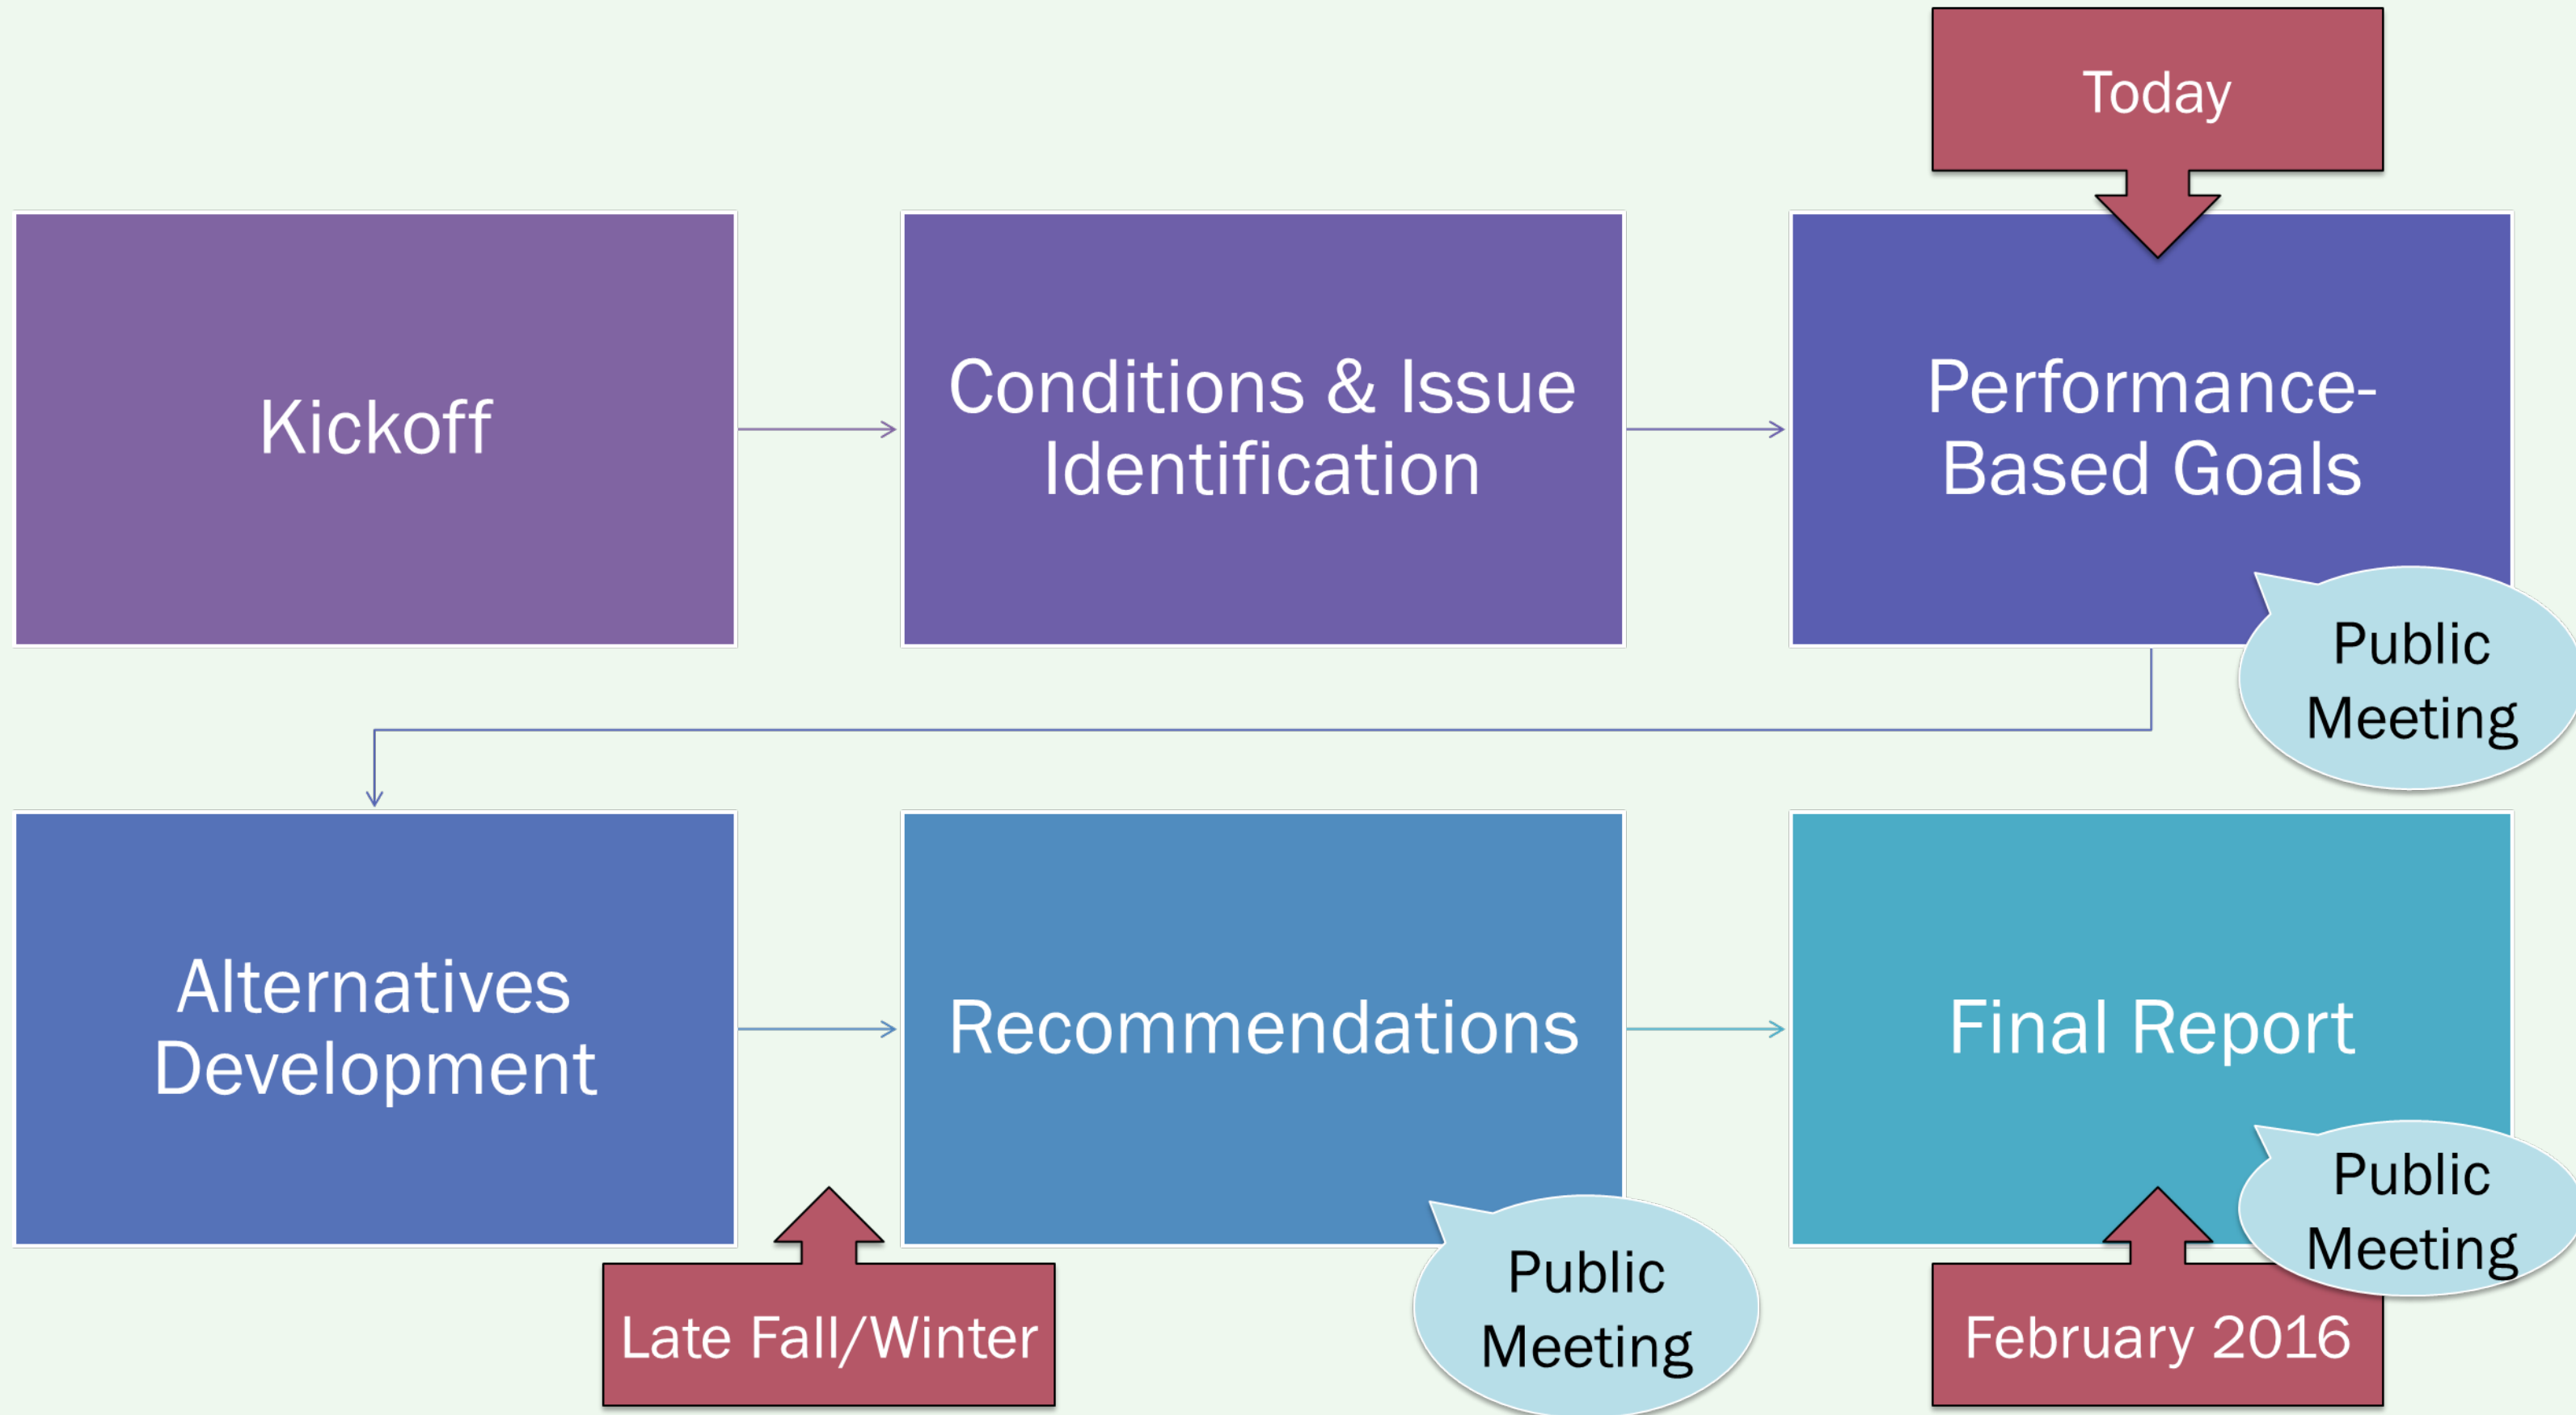 Today
Kickoff
Conditions & Issue
Identification
Performance-
Based Goals
Public
Meeting
Alternatives
Development
Recommendations
Final Report
Late Fall/Winter
Public
Meeting
Public
Meeting
February 2016